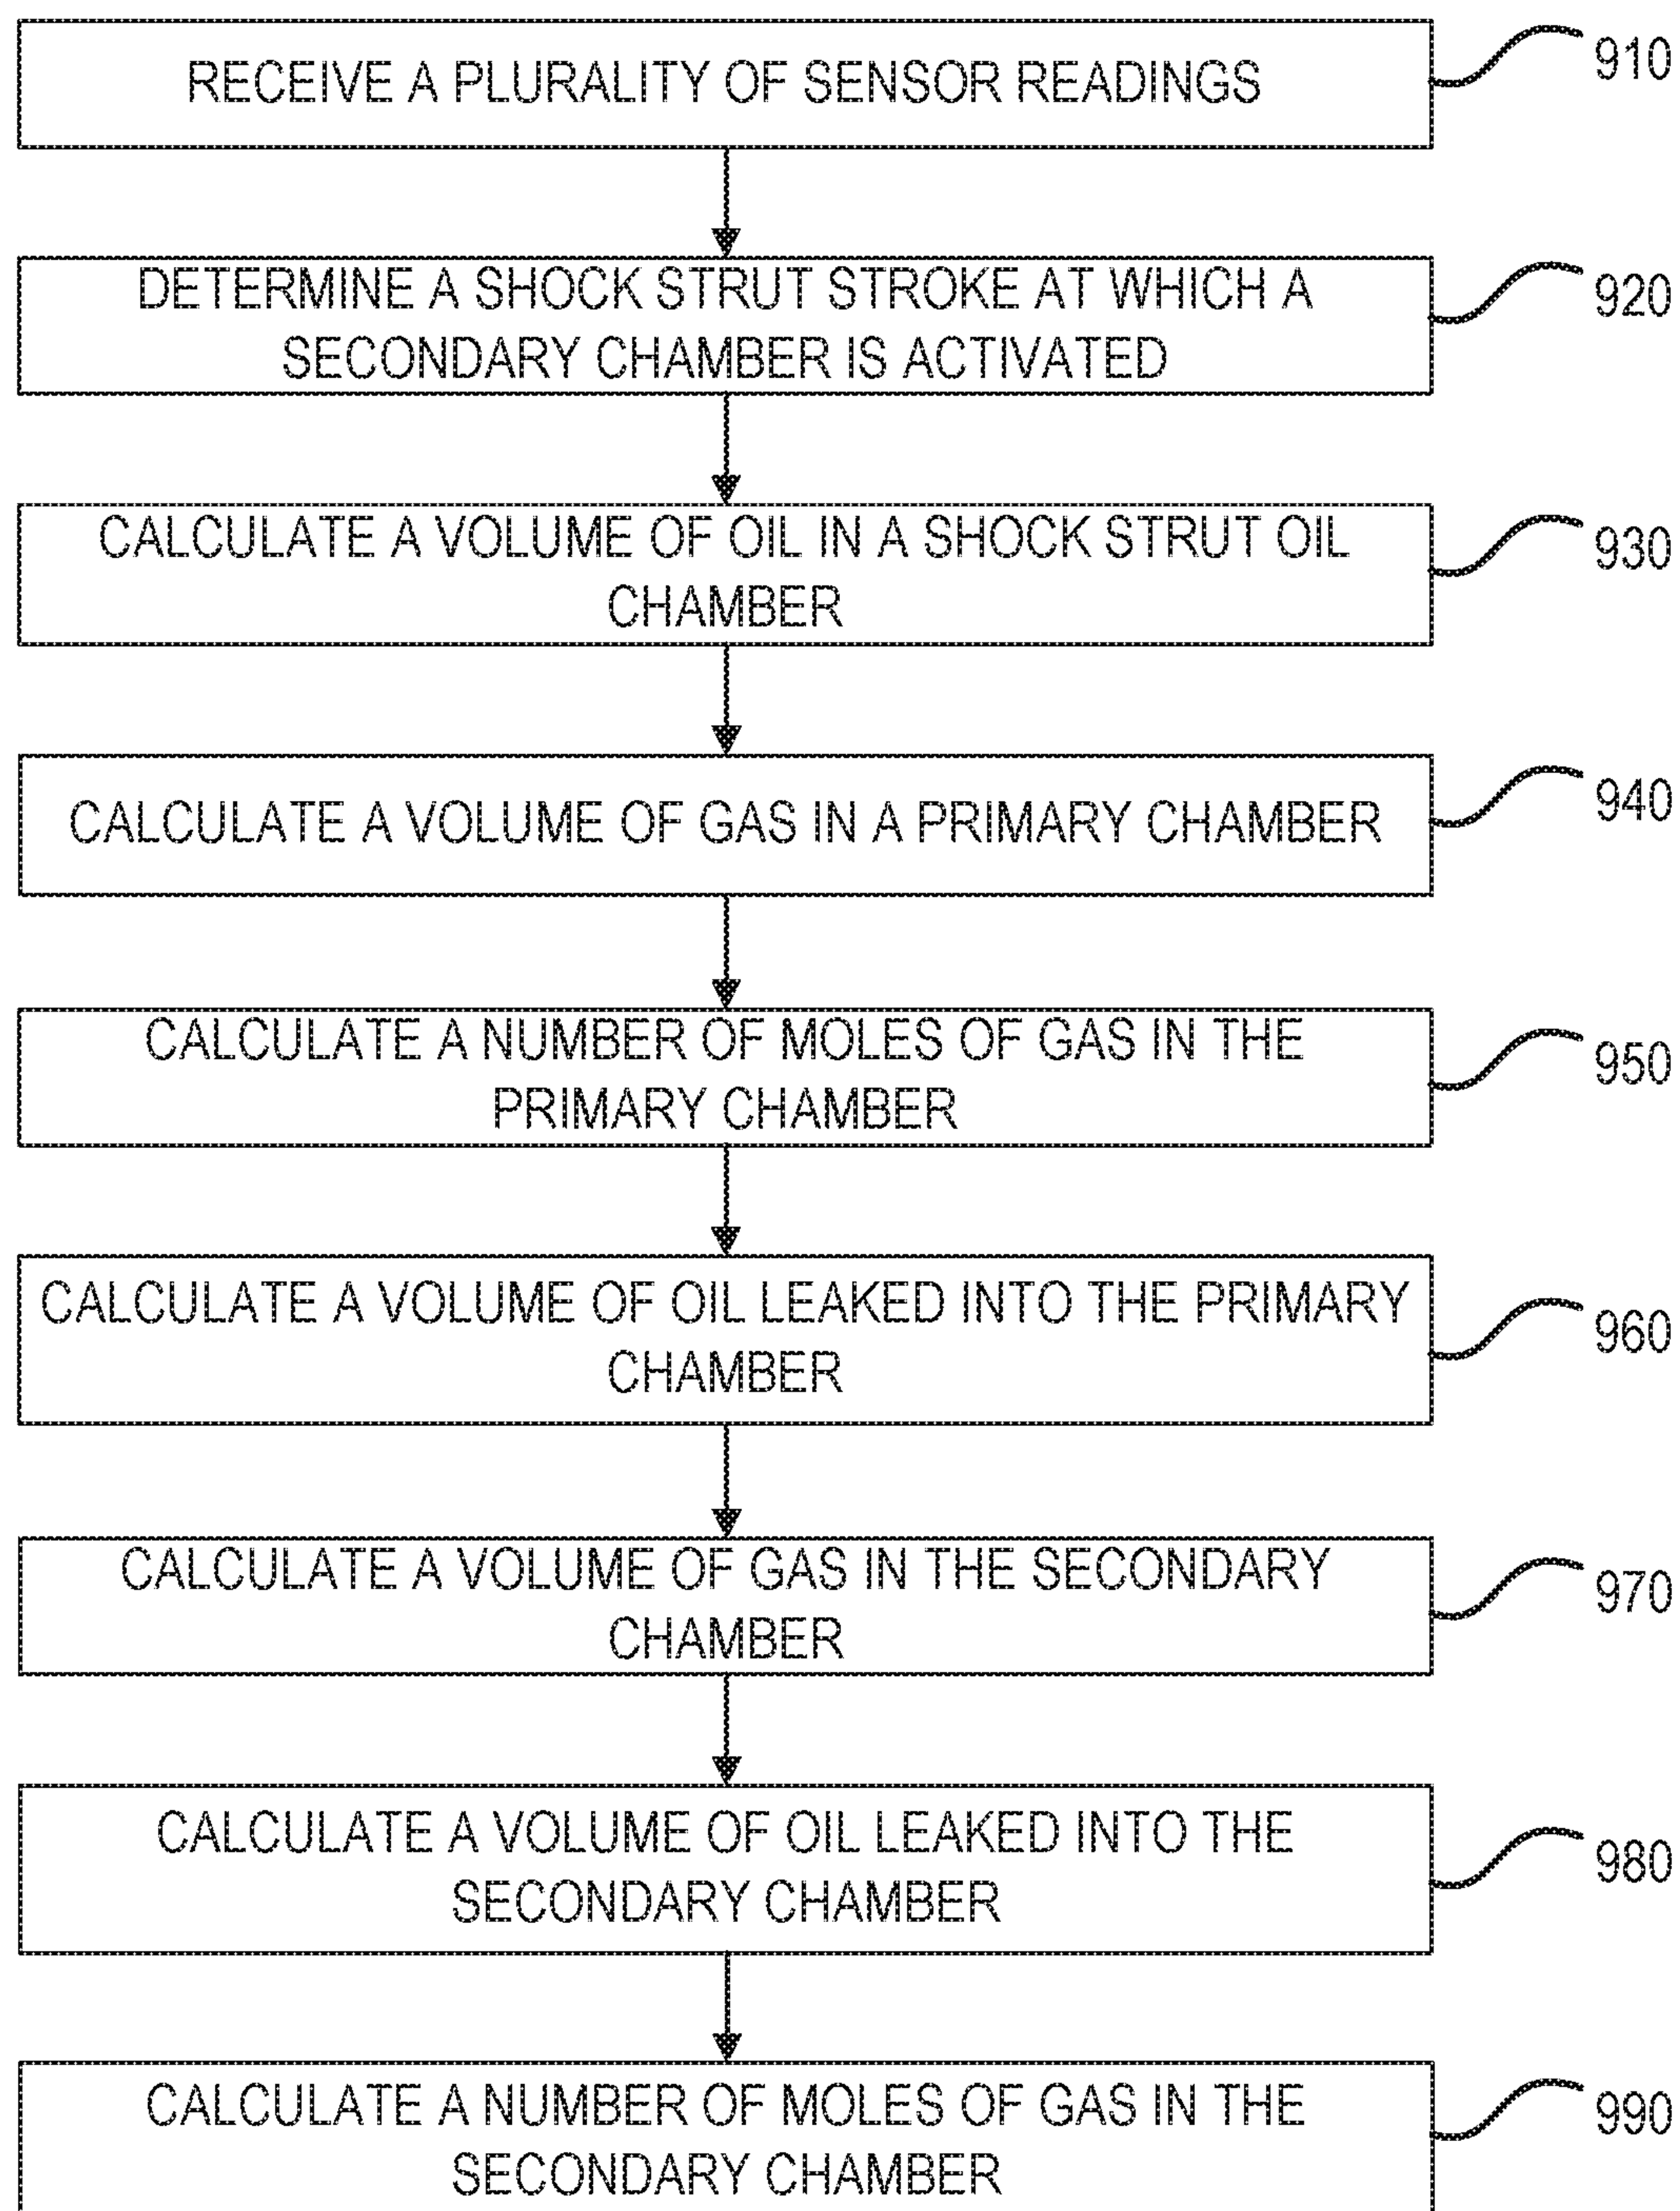 RECEIVE A PLURALITY OF SENSOR READINGS
910
DETERMINE A SHOCK STRUT STROKE AT WHICH A
SECONDARY CHAMBER IS ACTIVATED
920
CALCULATE A VOLUME OF OIL IN A SHOCK STRUT OIL
CHAMBER
930
CALCULATE A VOLUME OF GAS IN A PRIMARY CHAMBER
940
CALCULATE A NUMBER OF MOLES OF GAS IN THE
PRIMARY CHAMBER
950
CALCULATE A VOLUME OF OIL LEAKED INTO THE PRIMARY
CHAMBER
960
CALCULATE A VOLUME OF GAS IN THE SECONDARY
CHAMBER
970
CALCULATE A VOLUME OF OIL LEAKED INTO THE
SECONDARY CHAMBER
980
CALCULATE A NUMBER OF MOLES OF GAS IN THE
SECONDARY CHAMBER
990